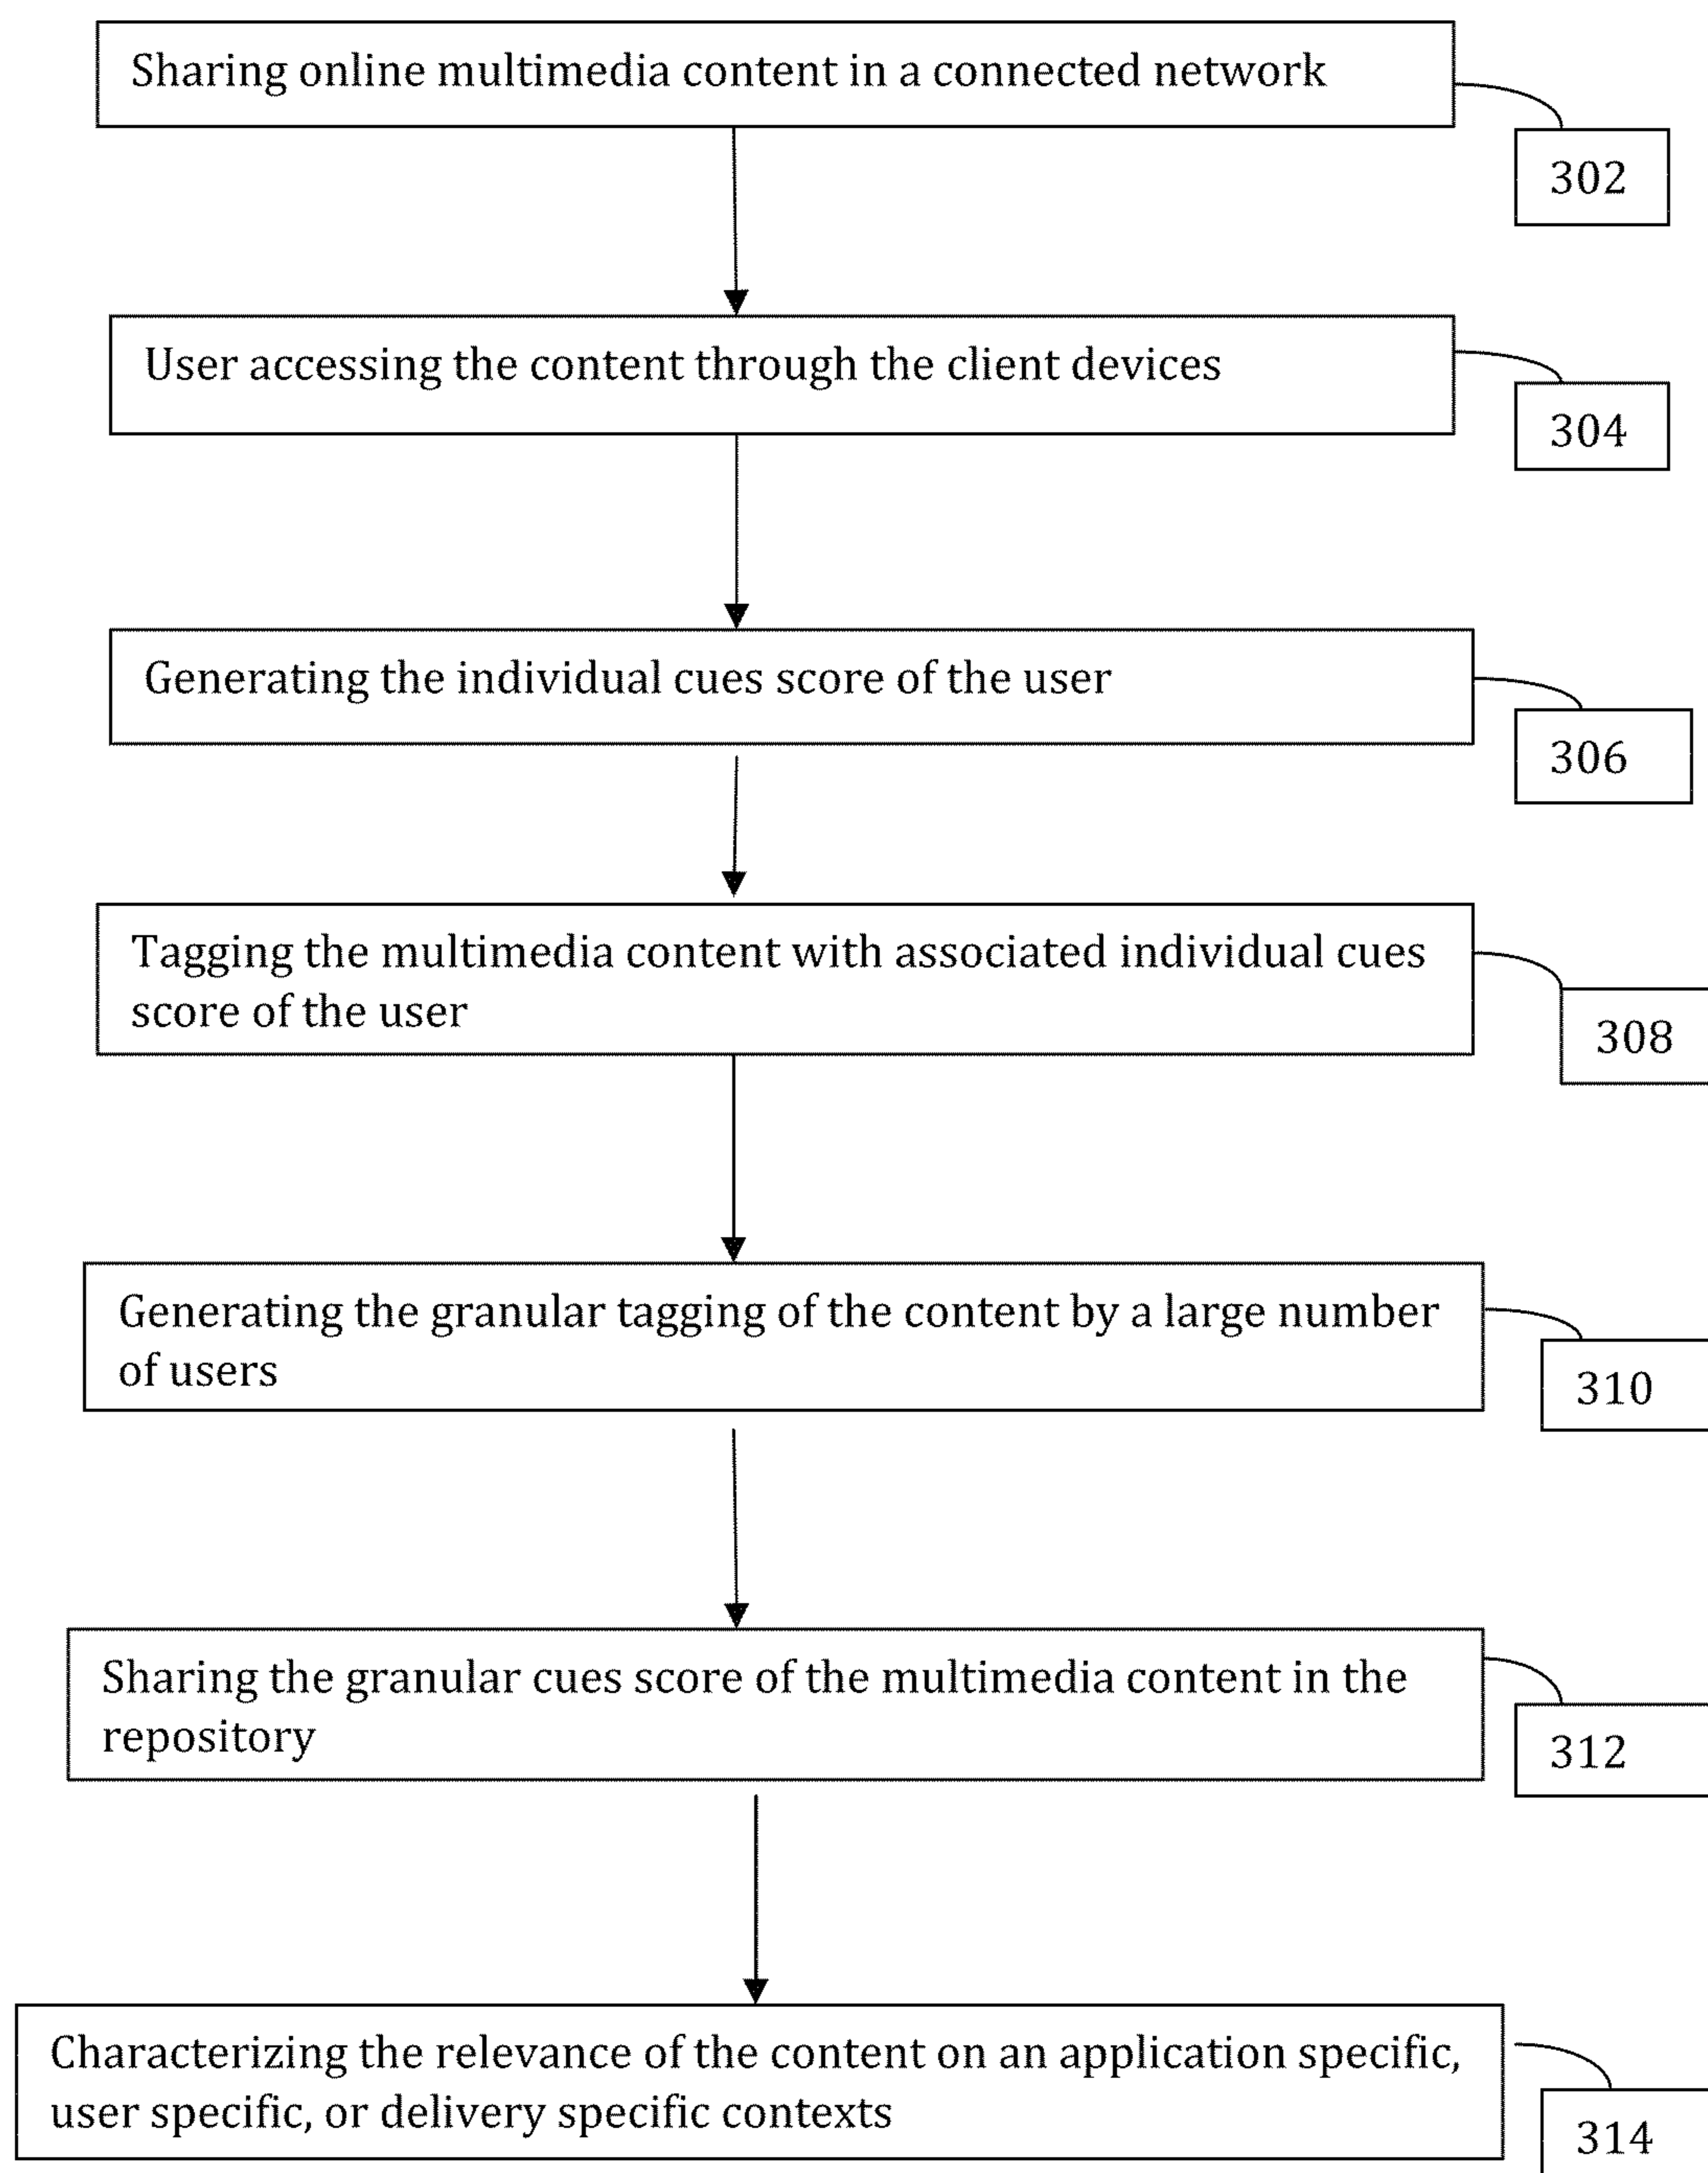 Sharing online multimedia content in a connected network
302
User accessing the content through the client devices
304
Generating the individual cues score of the user
306
Tagging the multimedia content with associated individual cues
score of the user
308
Generating the granular tagging of the content by a large number
of users
310
Sharing the granular cues score of the multimedia content in the
repository
312
Characterizing the relevance of the content on an application specific,
user specific, or delivery specific contexts
314